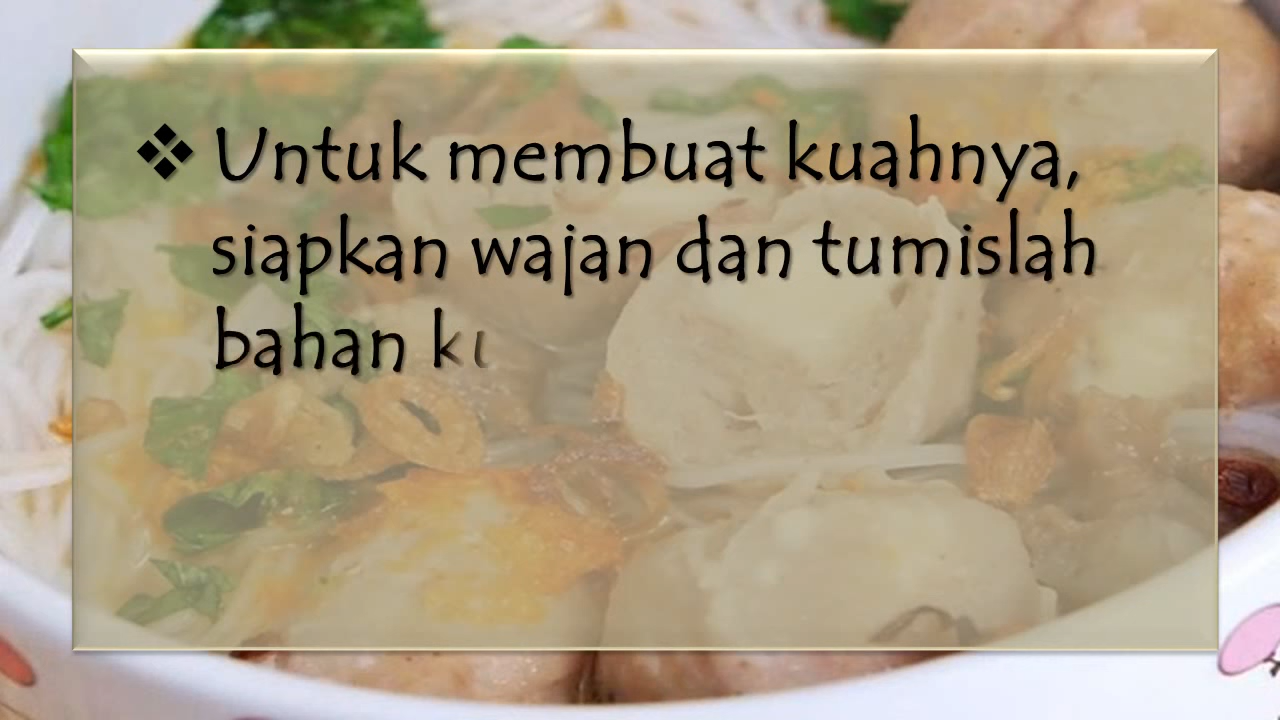 ❖ Untuk membuat kuahnya,
siapkan wajan dan tumislah
bahan